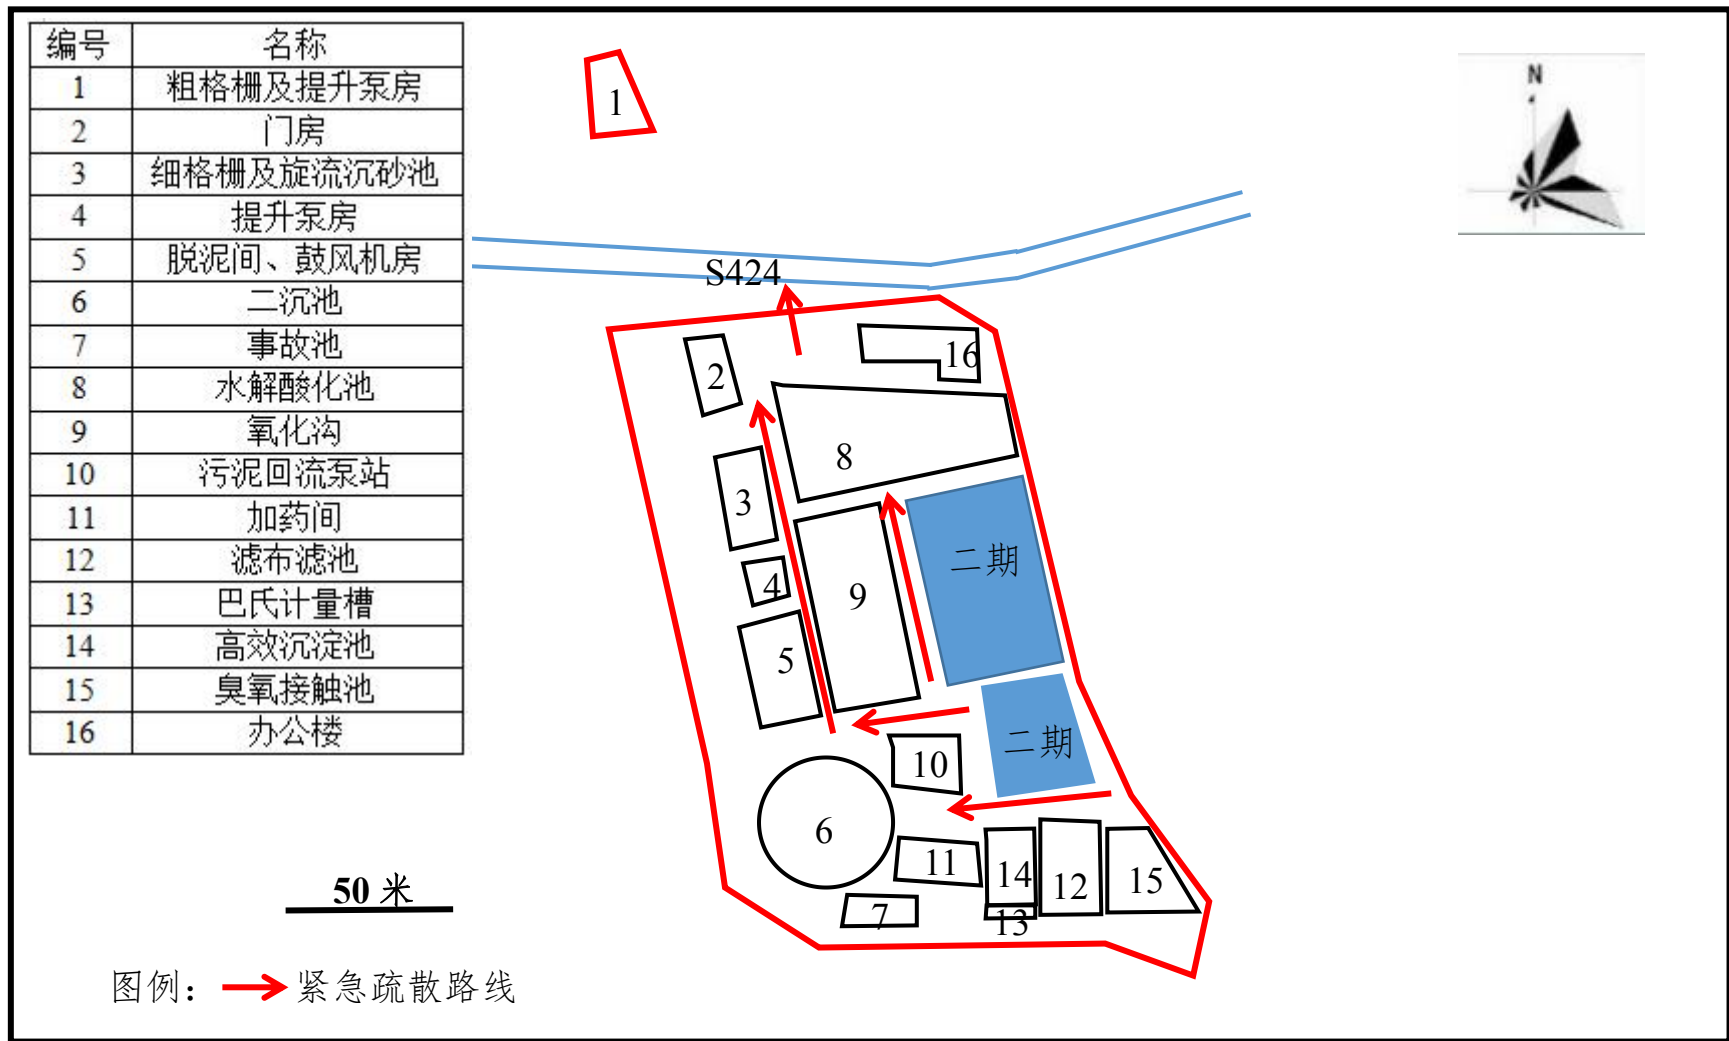 编号 名称
1 粗格栅及提升泵房
2 门房
3 细格栅及旋流沉砂池
4 提升泵房
5 脱泥间、鼓风机房
6 二沉池
7 事故池
8 水解酸化池
9 氧化沟
10 污泥回流泵站
11 加药间
12 滤布滤池
13 巴氏计量槽
14 高效沉淀池
15 臭氧接触池
16 办公楼
1
N
S424
2
16
8
3
二期
4
9
5
二期
10
6
11
14
12
15
7
13
50 米
图例： 紧急疏散路线